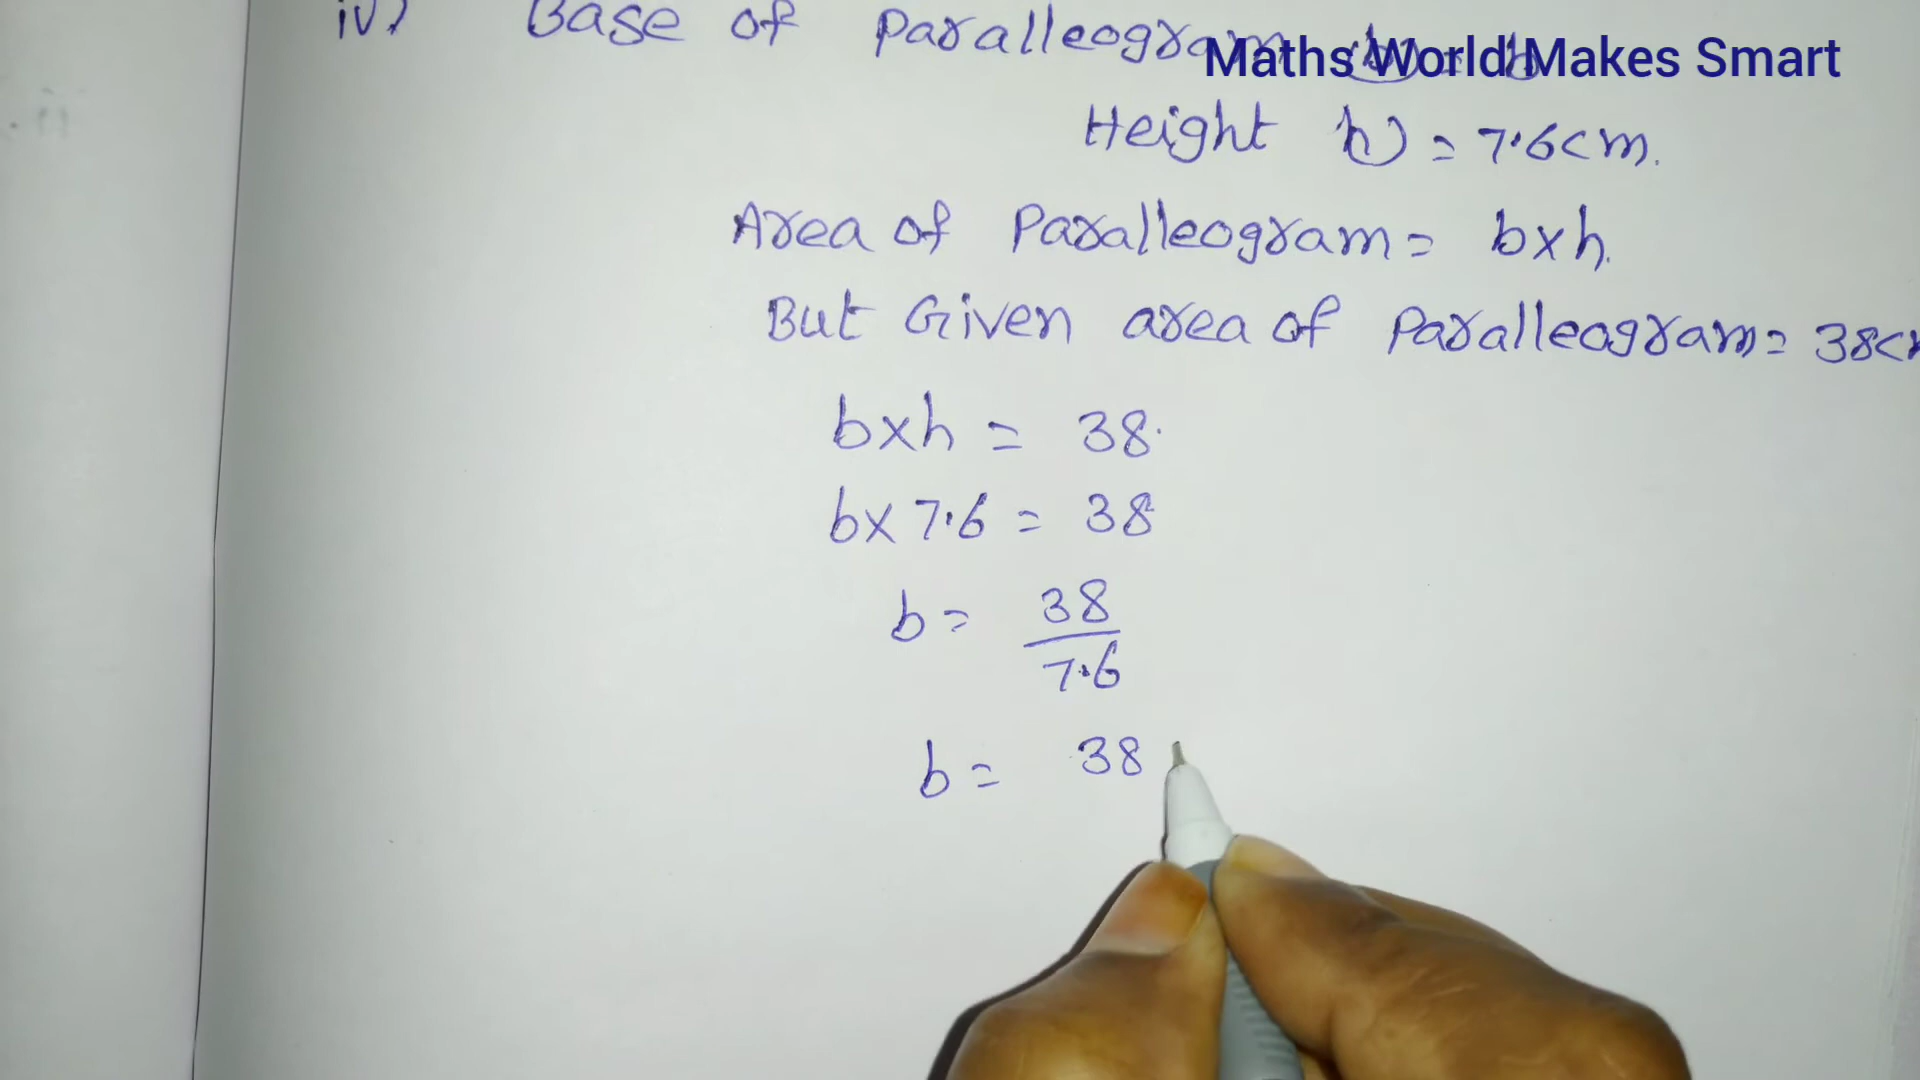 iv) Base of Paralleogram (b) = b
Maths World Makes Smart
Height (h) = 7.6cm.
Area of Paralleogram = b×h.
But Given area of Paralleogram = 38cm
b×h = 38.
b×7.6 = 38
b = 38/7.6
b = 38